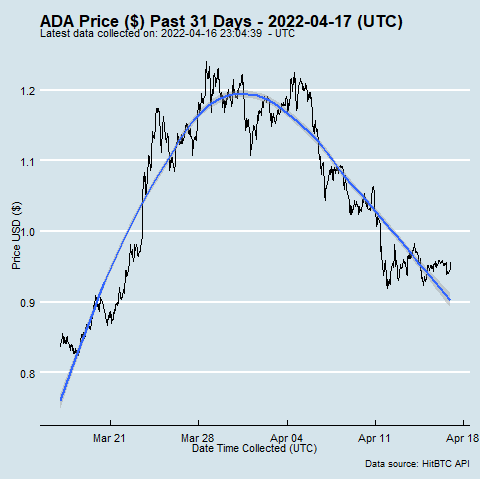 ADA Price ($) Past 31 Days - 2022-04-17 (UTC)
Latest data collected on: 2022-04-16 23:04:39 - UTC
Price USD ($)
1.2
1.1
1.0
0.9
0.8
Mar 21 Mar 28 Apr 04 Apr 11 Apr 18
Date Time Collected (UTC)
Data source: HitBTC API